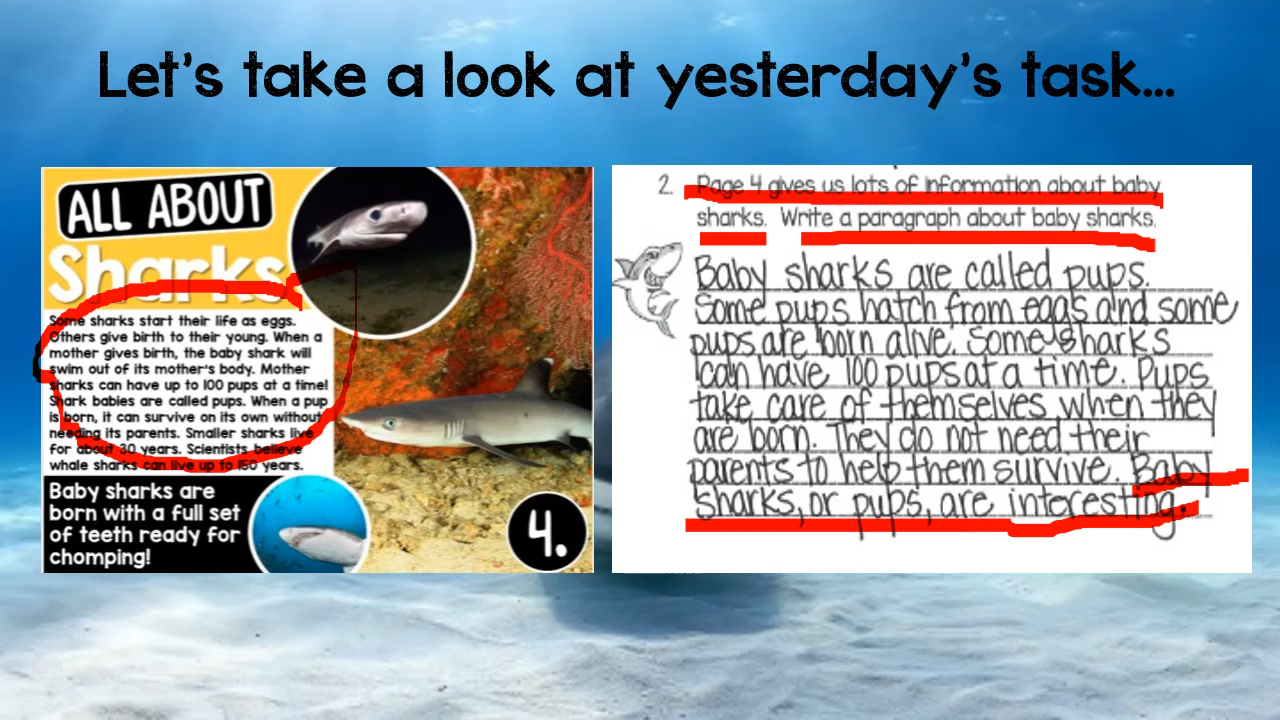 Let's take a look at yesterday's task...
ALL ABOUT
Sharks
Some sharks start their life as eggs.
Others give birth to their young. When a
mother gives birth, the baby shark will
swim out of its mother's body. Mother
sharks can have up to 100 pups at a time!
Shark babies are called pups. When a pup
is born, it can survive on its own without
needing its parents. Smaller sharks live
for about 30 years. Scientists believe
whale sharks can live up to 150 years.
Baby sharks are
born with a full set
of teeth ready for
chomping!
4.
2. Page 4 gives us lots of information about baby
sharks. Write a paragraph about baby sharks.
Baby sharks are called pups.
Some pups hatch from eggs and some
pups are born alive. Some sharks
can have 100 pups at a time. Pups
take care of themselves when they
are born. They do not need their
parents to help them survive. Baby
sharks, or pups, are interesting.